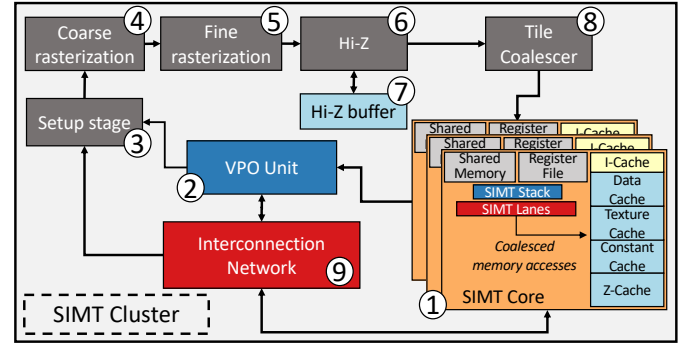 Coarse
rasterization
4
Fine
rasterization
5
Hi-Z
6
Tile
Coalescer
8
Hi-Z buffer
7
Setup stage
3
VPO Unit
2
Interconnection
Network
9
Shared
Register
I-Cache
Shared
Register
I-Cache
Shared
Memory
Register
File
I-Cache
SIMT Stack
SIMT Lanes
Data
Cache
Texture
Cache
Constant
Cache
Z-Cache
Coalesced
memory accesses
SIMT Core
1
SIMT Cluster